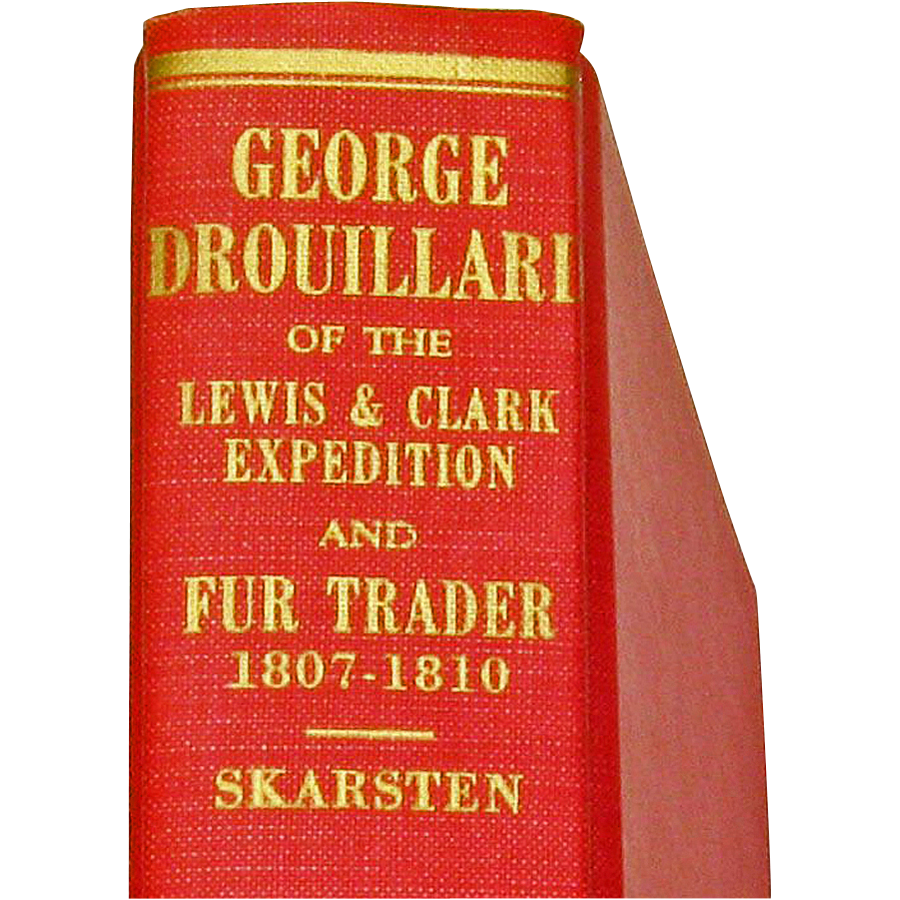 GEORGE
DROUILLARD
OF THE
LEWIS & CLARK
EXPEDITION
AND
FUR TRADER
1807-1810
SKARSTEN